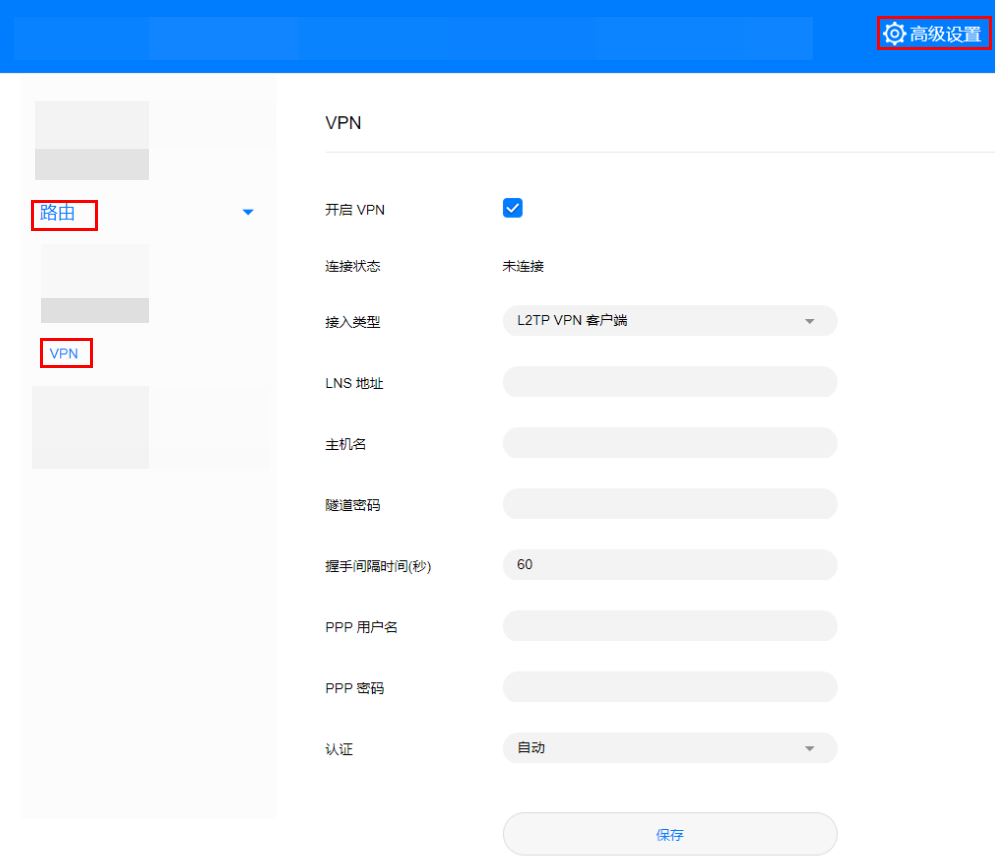 高级设置
VPN
路由
开启 VPN
连接状态 未连接
接入类型 L2TP VPN 客户端
VPN
LNS 地址
主机名
隧道密码
握手间隔时间(秒) 60
PPP 用户名
PPP 密码
认证 自动
保存